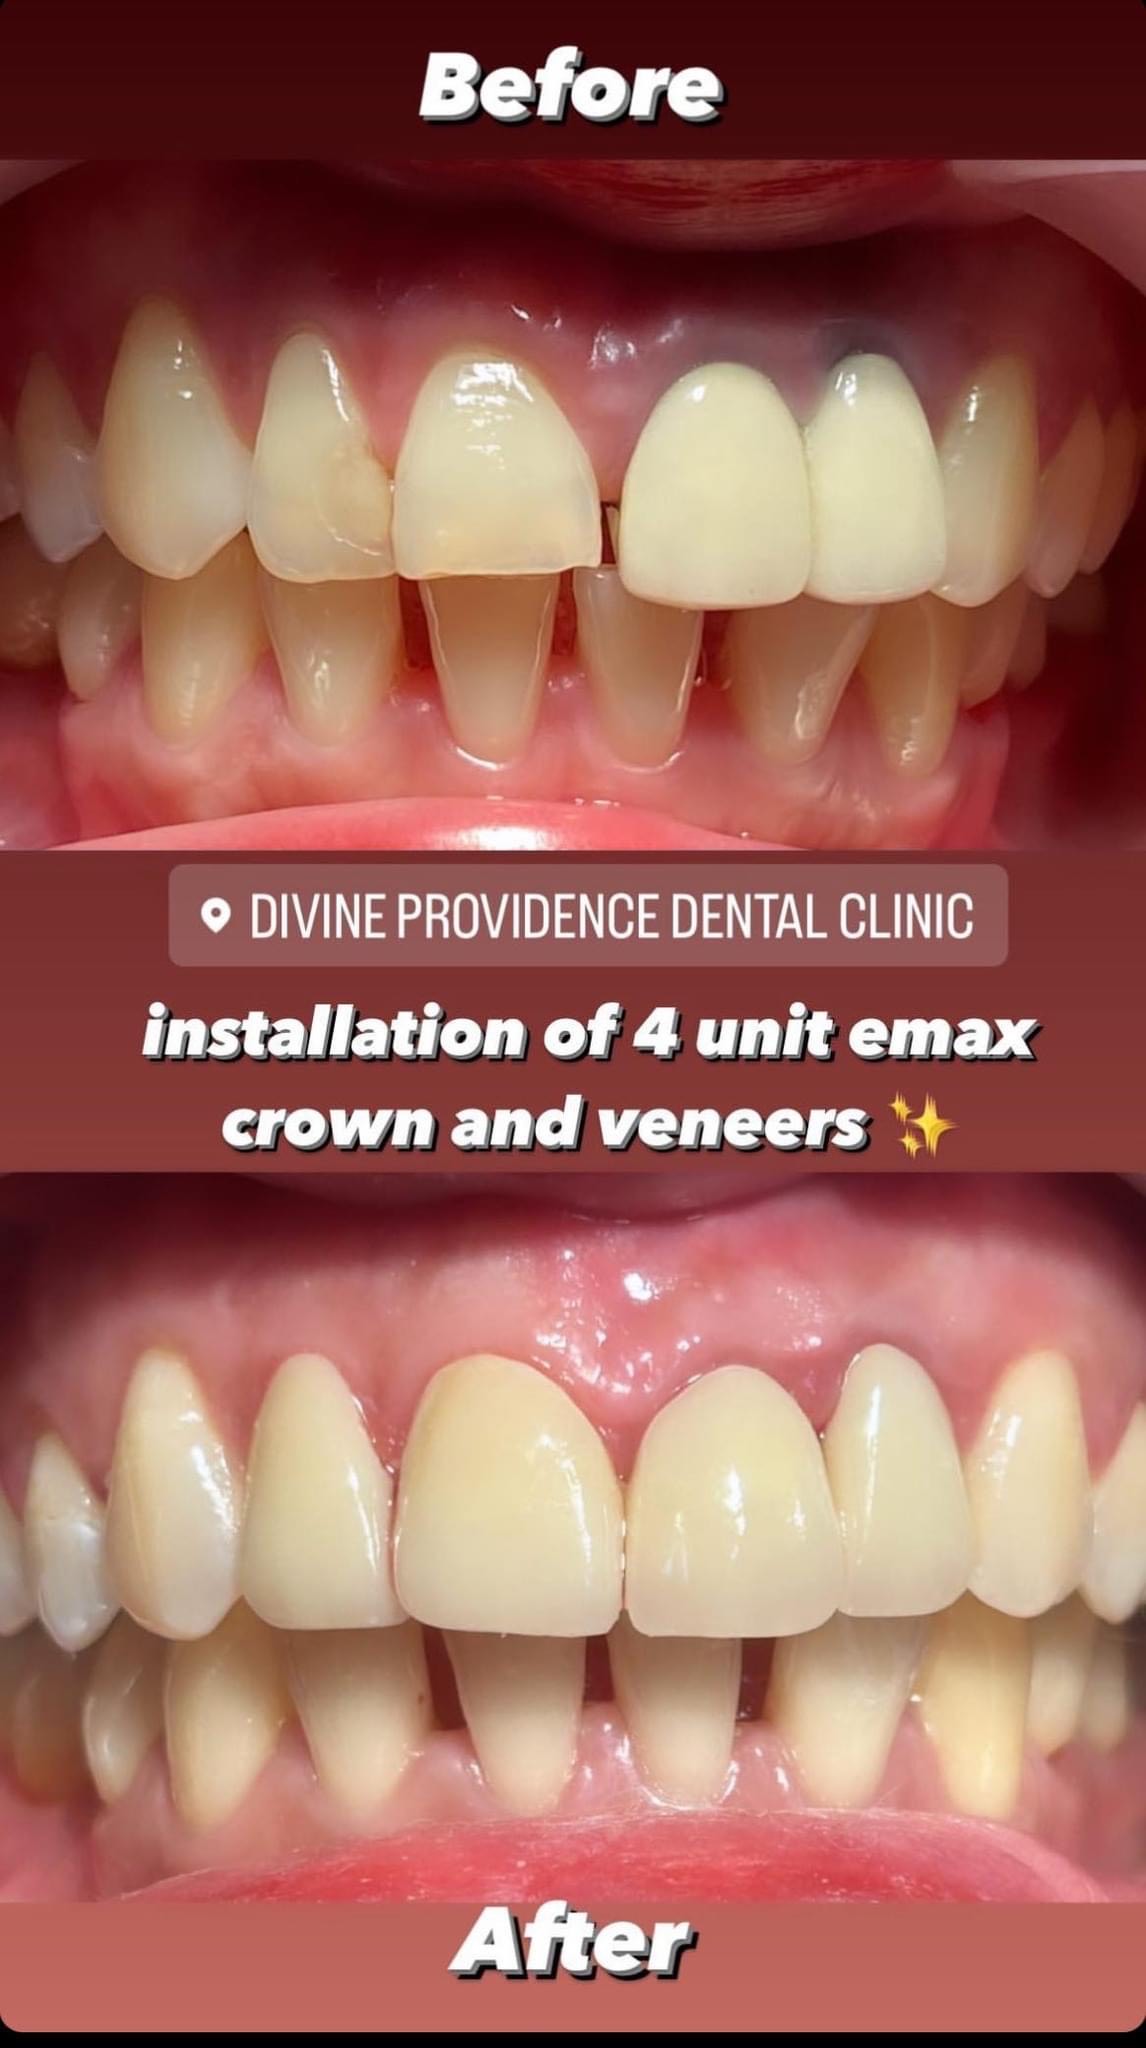 Before
DIVINE PROVIDENCE DENTAL CLINIC
installation of 4 unit emax
crown and veneers ✨
After